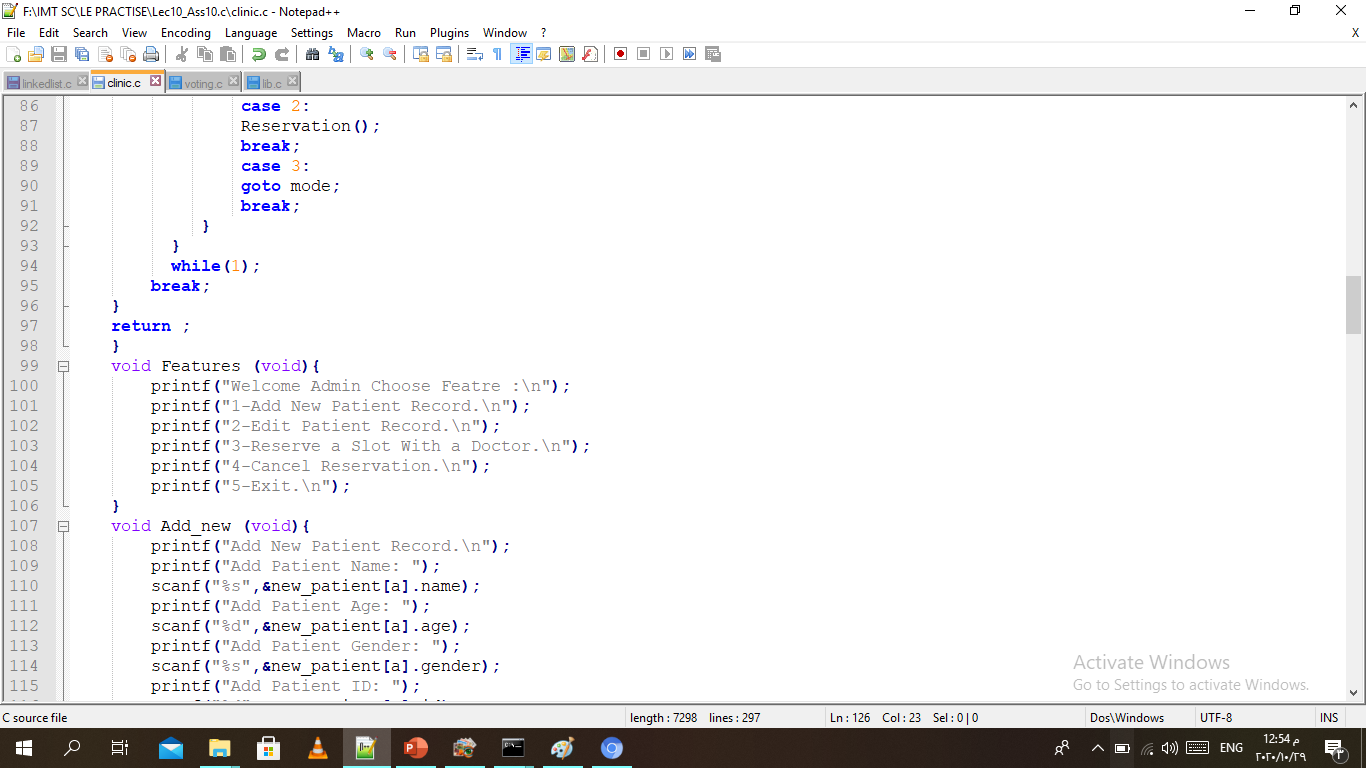 F:\IMT SC\LE PRACTISE\Lec10_Ass10.c\clinic.c - Notepad++
File Edit Search View Encoding Language Settings Macro Run Plugins Window ? X
linkedlist.c clinic.c voting.c lib.c
86 case 2:
87 Reservation();
88 break;
89 case 3:
90 goto mode;
91 break;
92 }
93 }
94 while(1);
95 break;
96 }
97 return ;
98 }
99 void Features (void){
100 printf("Welcome Admin Choose Featre :\n");
101 printf("1-Add New Patient Record.\n");
102 printf("2-Edit Patient Record.\n");
103 printf("3-Reserve a Slot With a Doctor.\n");
104 printf("4-Cancel Reservation.\n");
105 printf("5-Exit.\n");
106 }
107 void Add_new (void){
108 printf("Add New Patient Record.\n");
109 printf("Add Patient Name: ");
110 scanf("%s",&new_patient[a].name);
111 printf("Add Patient Age: ");
112 scanf("%d",&new_patient[a].age);
113 printf("Add Patient Gender: ");
114 scanf("%s",&new_patient[a].gender);
115 printf("Add Patient ID: ");
Activate Windows
Go to Settings to activate Windows.
C source file length : 7298 lines : 297 Ln : 126 Col : 23 Sel : 0 | 0 Dos\Windows UTF-8 INS
ENG 12:54 م
٢٠٢٠/١٠/٢٩
٣